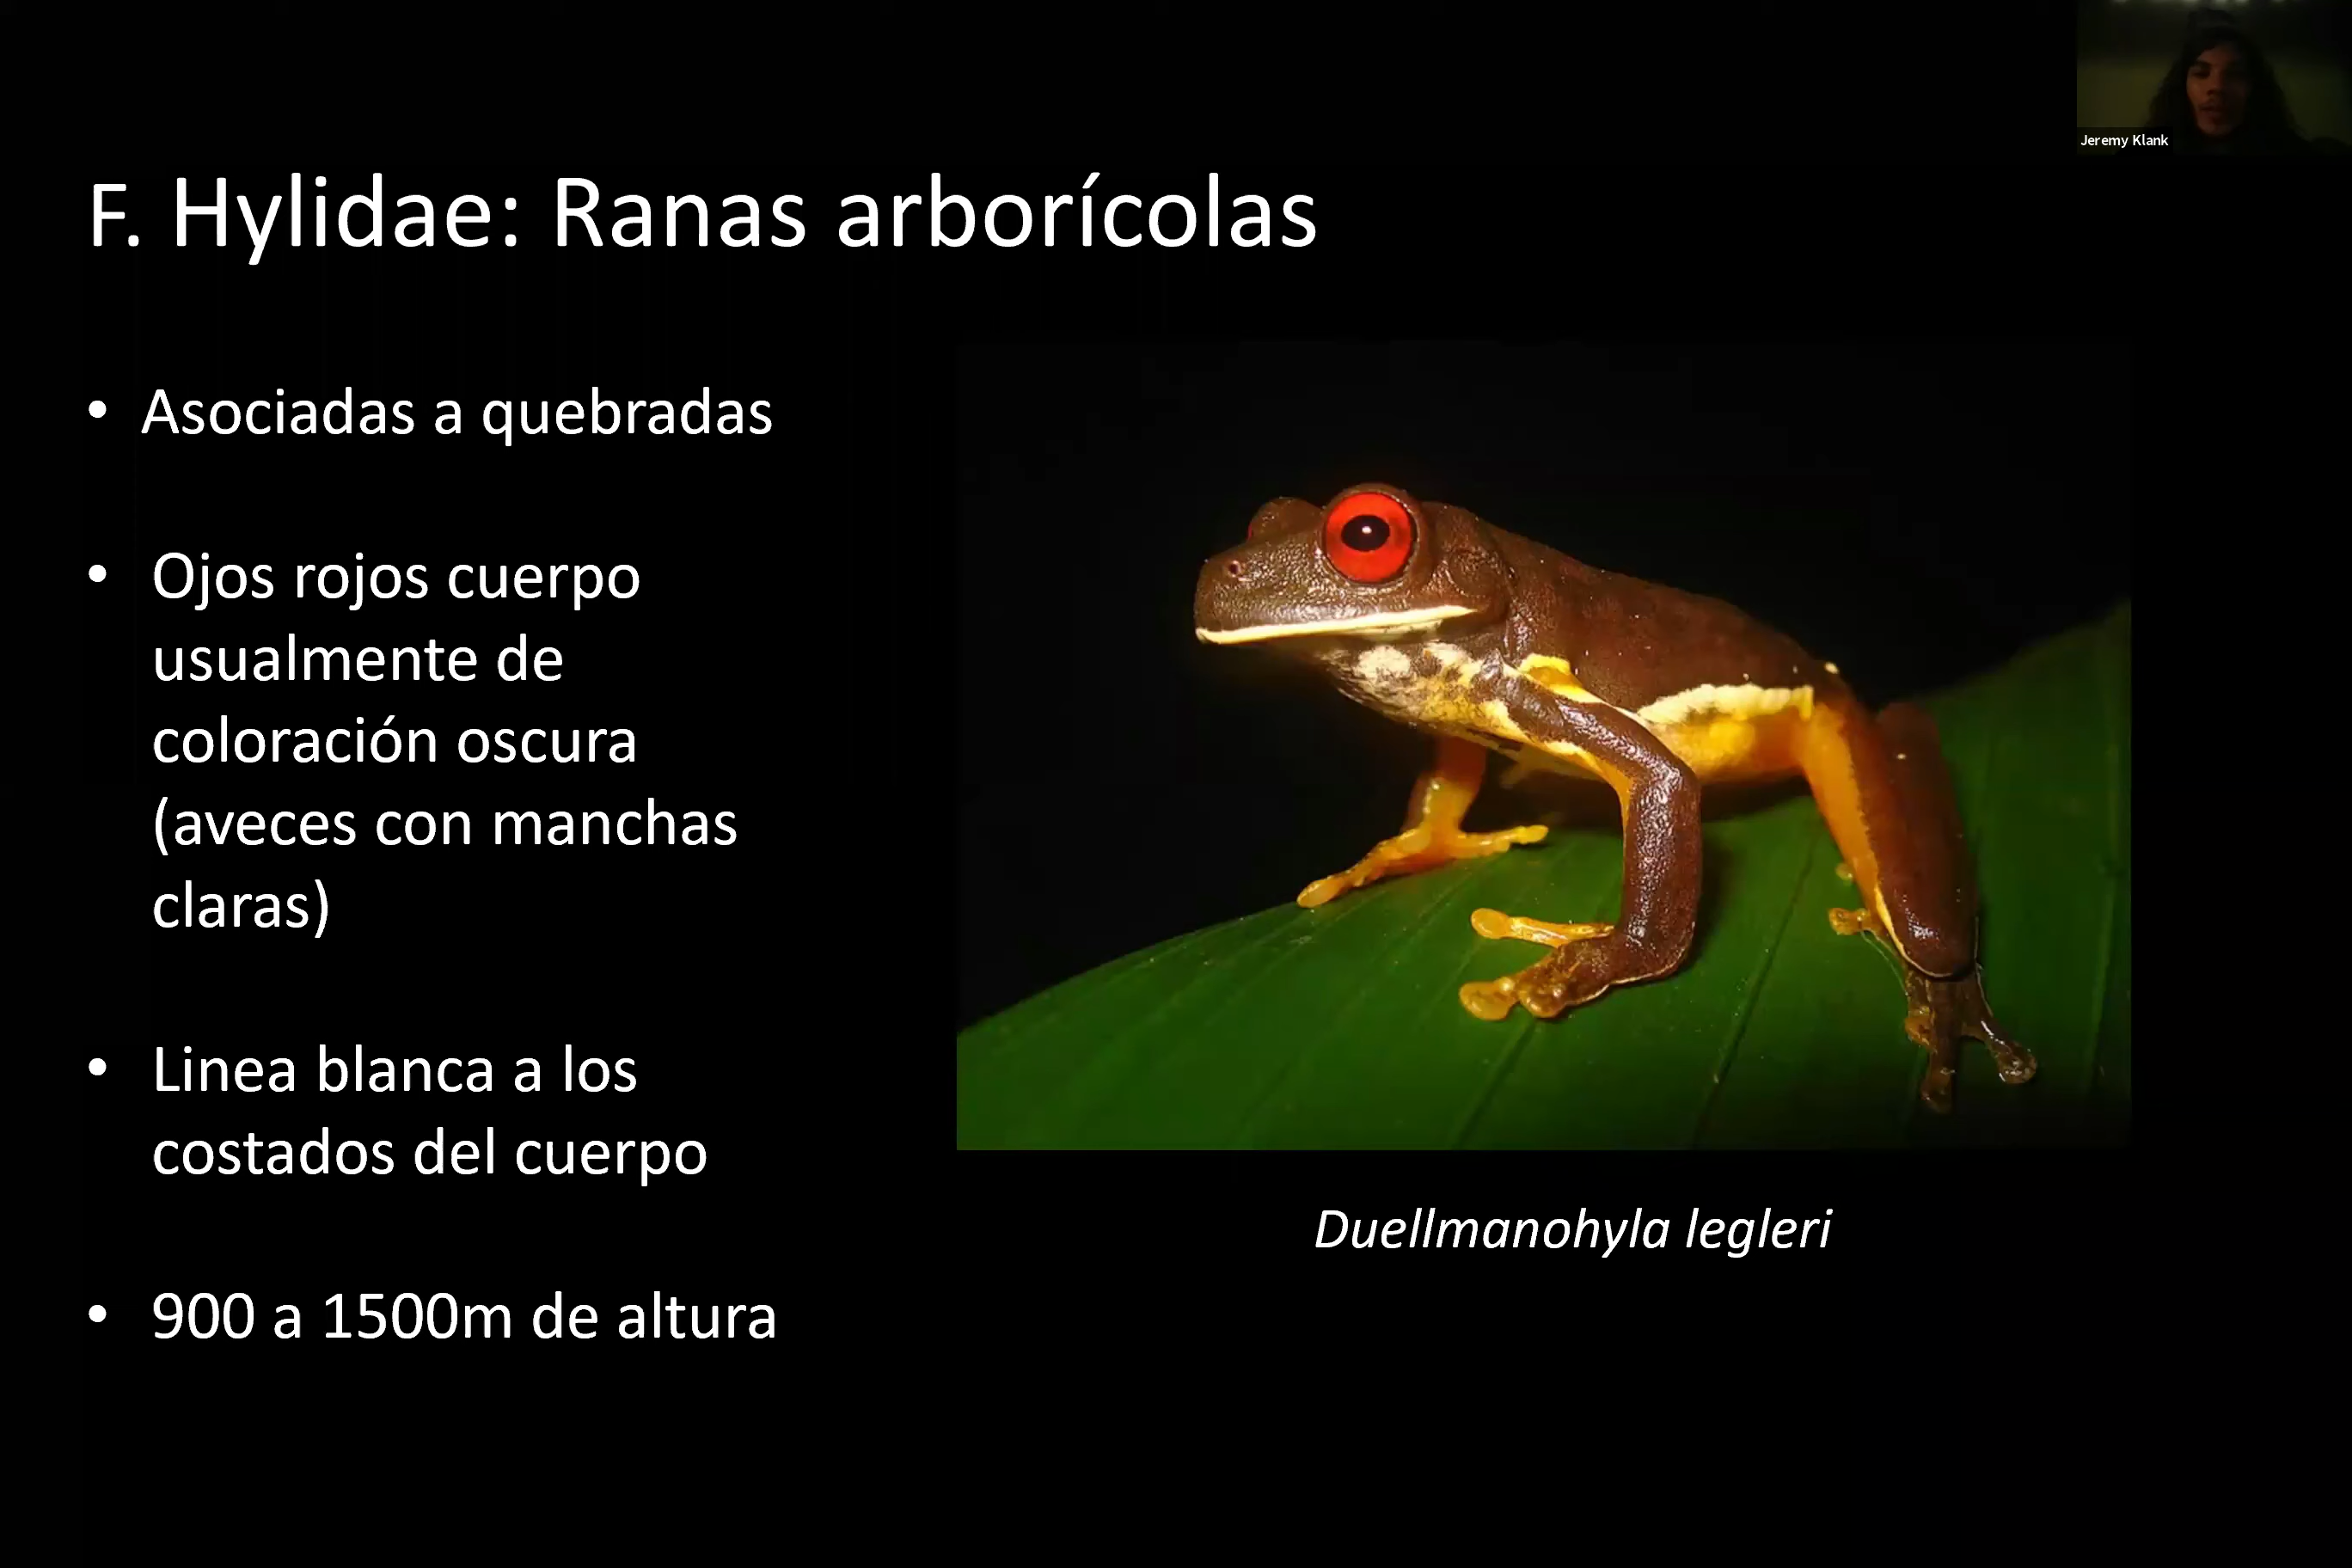 Jeremy Klank
F. Hylidae: Ranas arborícolas
• Asociadas a quebradas
• Ojos rojos cuerpo
usualmente de
coloración oscura
(aveces con manchas
claras)
• Linea blanca a los
costados del cuerpo
• 900 a 1500m de altura
Duellmanohyla legleri